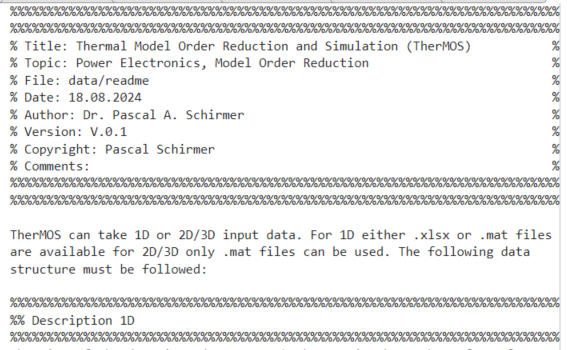 %%%%%%%%%%%%%%%%%%%%%%%%%%%%%%%%%%%%%%%%%%%%%%%%%%%%%%%%%%%%%%%%%%%%%%%%%%%
%%%%%%%%%%%%%%%%%%%%%%%%%%%%%%%%%%%%%%%%%%%%%%%%%%%%%%%%%%%%%%%%%%%%%%%%%%%
% Title: Thermal Model Order Reduction and Simulation (TherMOS) %
% Topic: Power Electronics, Model Order Reduction %
% File: data/readme %
% Date: 18.08.2024 %
% Author: Dr. Pascal A. Schirmer %
% Version: V.0.1 %
% Copyright: Pascal Schirmer %
% Comments: %
%%%%%%%%%%%%%%%%%%%%%%%%%%%%%%%%%%%%%%%%%%%%%%%%%%%%%%%%%%%%%%%%%%%%%%%%%%%
%%%%%%%%%%%%%%%%%%%%%%%%%%%%%%%%%%%%%%%%%%%%%%%%%%%%%%%%%%%%%%%%%%%%%%%%%%%
TherMOS can take 1D or 2D/3D input data. For 1D either .xlsx or .mat files
are available for 2D/3D only .mat files can be used. The following data
structure must be followed:
%%%%%%%%%%%%%%%%%%%%%%%%%%%%%%%%%%%%%%%%%%%%%%%%%%%%%%%%%%%%%%%%%%%%%%%%%%%
%% Description 1D
%%%%%%%%%%%%%%%%%%%%%%%%%%%%%%%%%%%%%%%%%%%%%%%%%%%%%%%%%%%%%%%%%%%%%%%%%%%